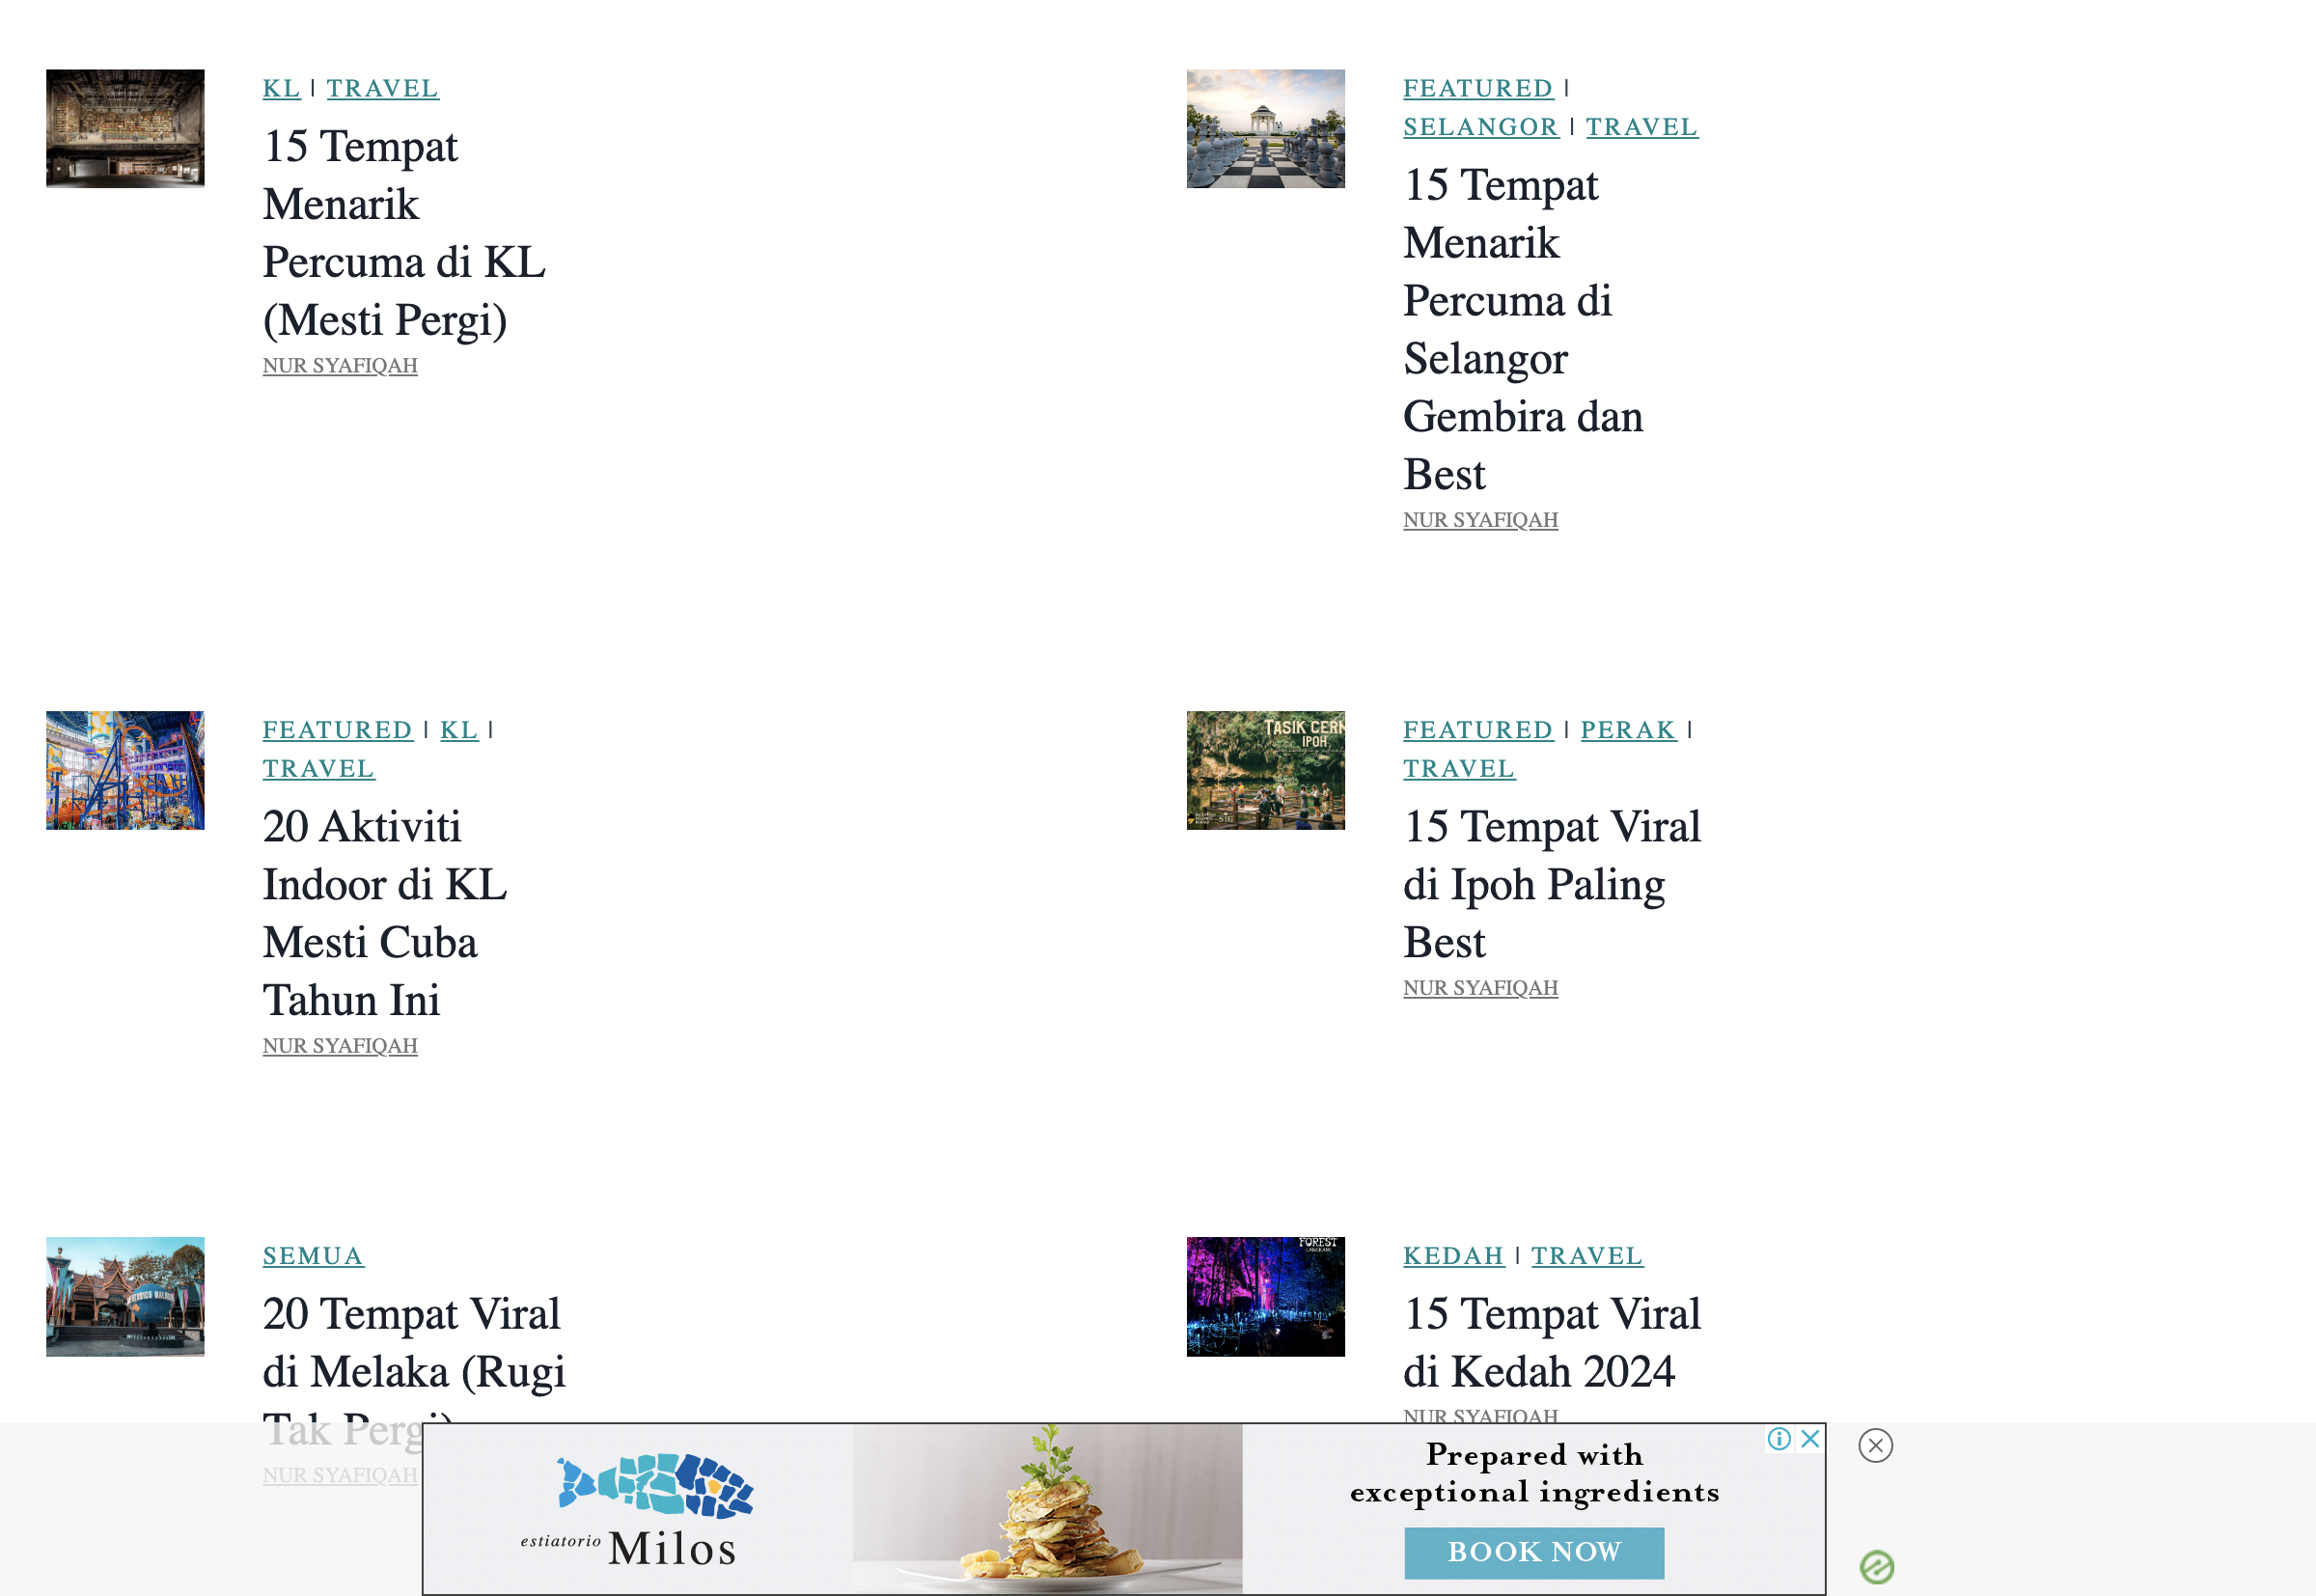 KL | TRAVEL
15 Tempat
Menarik
Percuma di KL
(Mesti Pergi)
NUR SYAFIQAH
FEATURED |
SELANGOR | TRAVEL
15 Tempat
Menarik
Percuma di
Selangor
Gembira dan
Best
NUR SYAFIQAH
FEATURED | KL |
TRAVEL
20 Aktiviti
Indoor di KL
Mesti Cuba
Tahun Ini
NUR SYAFIQAH
TASIK CERM
IPOH
FEATURED | PERAK |
TRAVEL
15 Tempat Viral
di Ipoh Paling
Best
NUR SYAFIQAH
SEMUA
20 Tempat Viral
di Melaka (Rugi
Tak Pergi)
NUR SYAFIQAH
FOREST
LANGKAWI
KEDAH | TRAVEL
15 Tempat Viral
di Kedah 2024
NUR SYAFIQAH
estiatorio Milos
Prepared with
exceptional ingredients
BOOK NOW